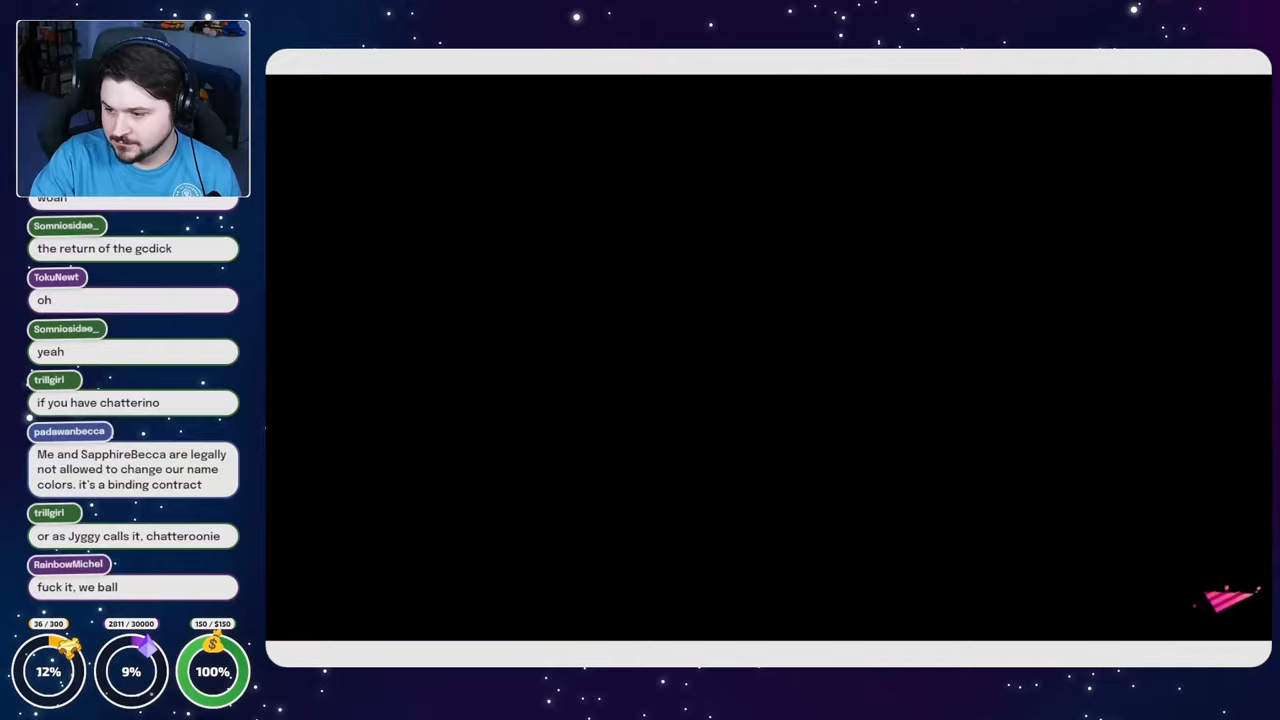 woah
Somniosidae_
the return of the gcdick
TokuNewt
oh
Somniosidae_
yeah
trillgirl
if you have chatterino
padawanbecca
Me and SapphireBecca are legally
not allowed to change our name
colors. it's a binding contract
trillgirl
or as Jyggy calls it, chatteroonie
RainbowMichel
fuck it, we ball
36 / 300
2811 / 30000
150 / $150
12%
9%
100%